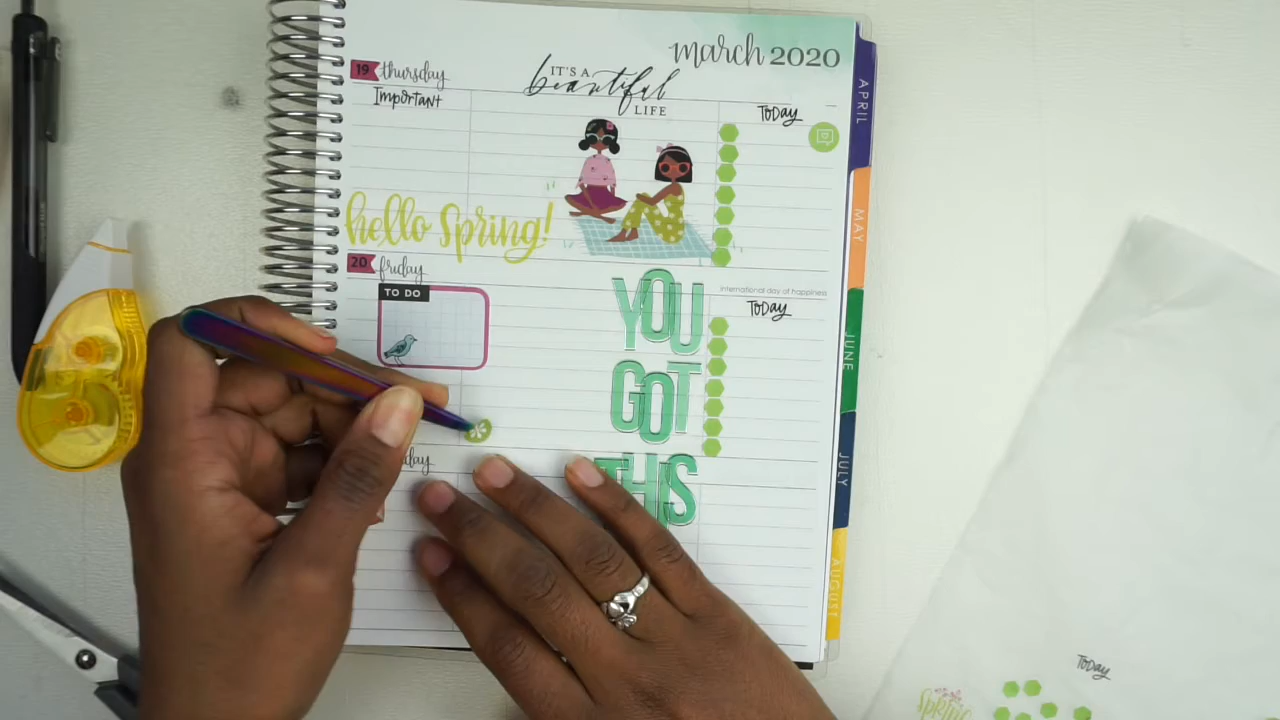 march 2020
19 thursday
IT'S A
beautiful
LIFE
Important
Today
hello Spring!
20 friday
international day of happiness
TO DO
Today
YOU
GOT
THIS
APRIL
MAY
JUNE
JULY
AUGUST
Today
spring